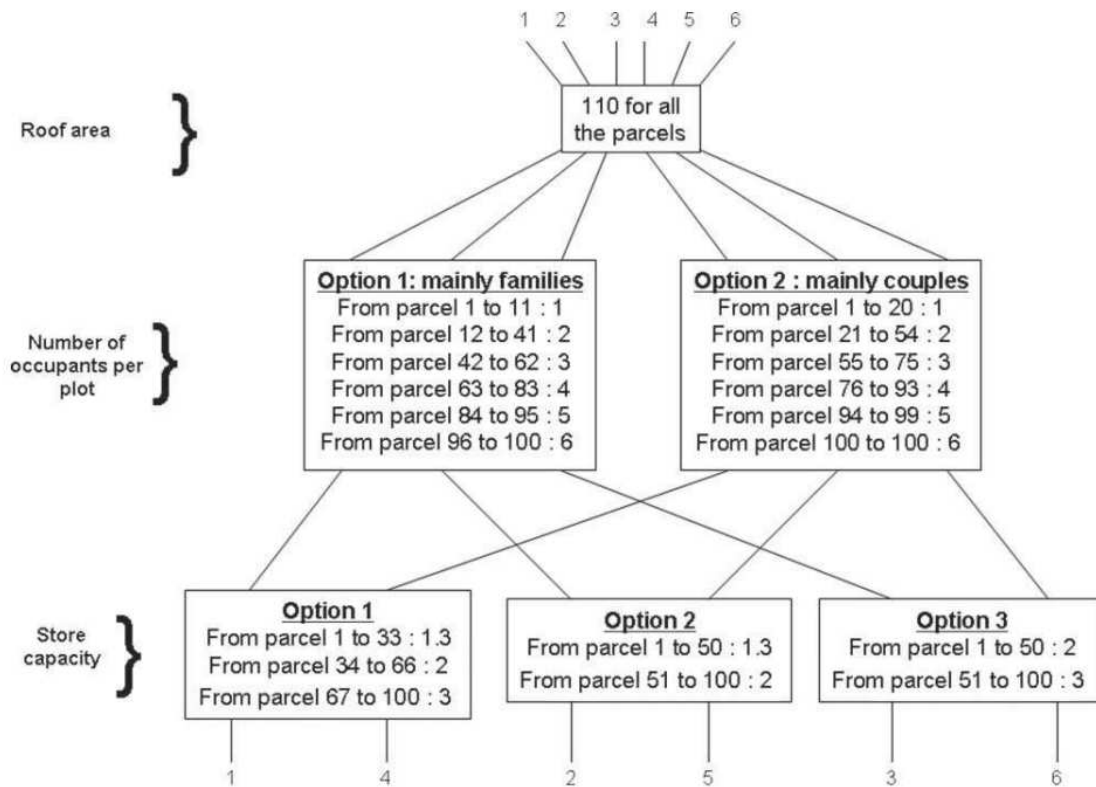 1 2 3 4 5 6
Roof area
110 for all
the parcels
Number of
occupants per
plot
Option 1: mainly families
From parcel 1 to 11 : 1
From parcel 12 to 41 : 2
From parcel 42 to 62 : 3
From parcel 63 to 83 : 4
From parcel 84 to 95 : 5
From parcel 96 to 100 : 6
Option 2 : mainly couples
From parcel 1 to 20 : 1
From parcel 21 to 54 : 2
From parcel 55 to 75 : 3
From parcel 76 to 93 : 4
From parcel 94 to 99 : 5
From parcel 100 to 100 : 6
Store
capacity
Option 1
From parcel 1 to 33 : 1.3
From parcel 34 to 66 : 2
From parcel 67 to 100 : 3
Option 2
From parcel 1 to 50 : 1.3
From parcel 51 to 100 : 2
Option 3
From parcel 1 to 50 : 2
From parcel 51 to 100 : 3
1 4 2 5 3 6